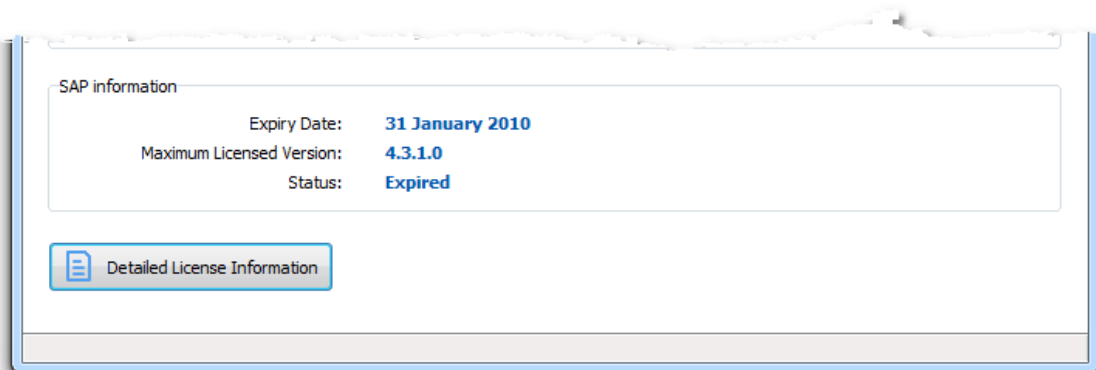 SAP information
Expiry Date: 31 January 2010
Maximum Licensed Version: 4.3.1.0
Status: Expired
Detailed License Information